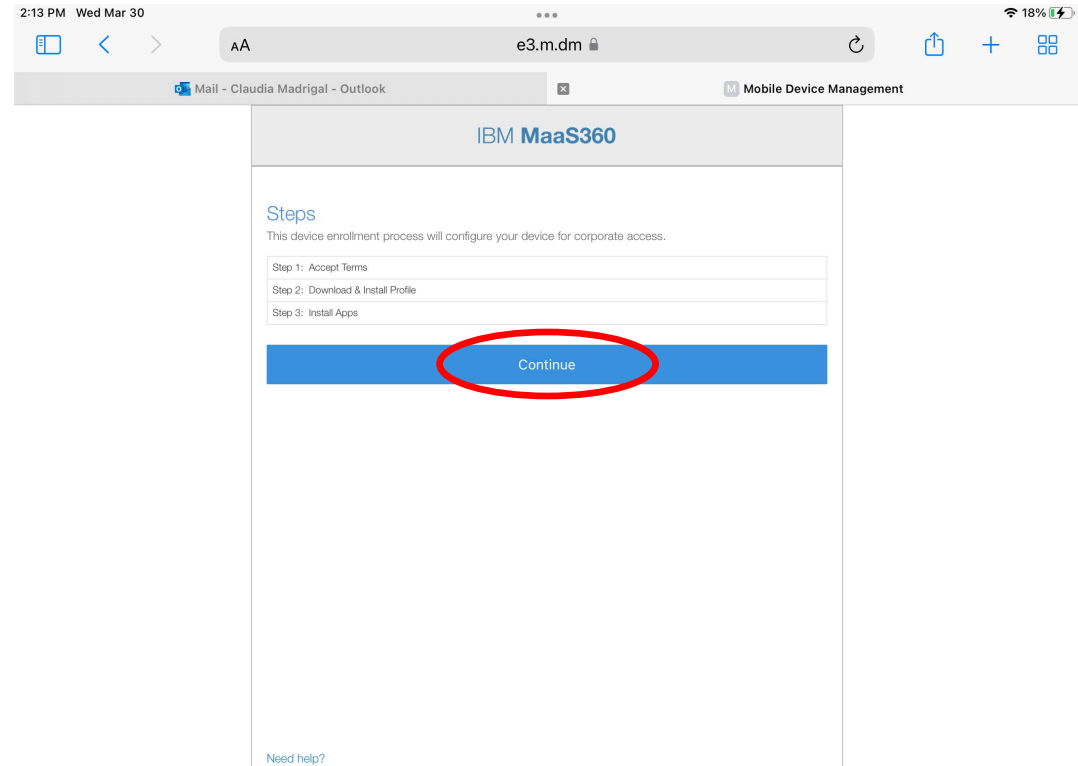 2:13 PM Wed Mar 30
18%
AA
e3.m.dm
Mail - Claudia Madrigal - Outlook
M Mobile Device Management
IBM MaaS360
Steps
This device enrollment process will configure your device for corporate access.
Step 1: Accept Terms
Step 2: Download & Install Profile
Step 3: Install Apps
Continue
Need help?